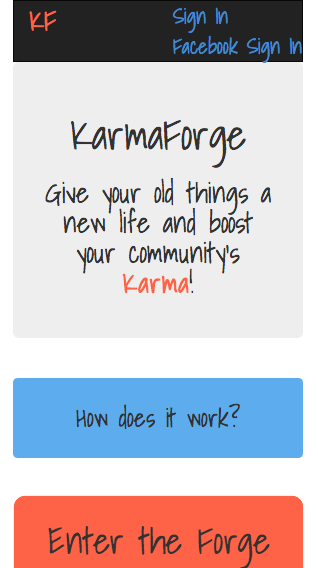 KF
Sign In
Facebook Sign In
KarmaForge
Give your old things a
new life and boost
your community's
Karma!
How does it work?
Enter the Forge